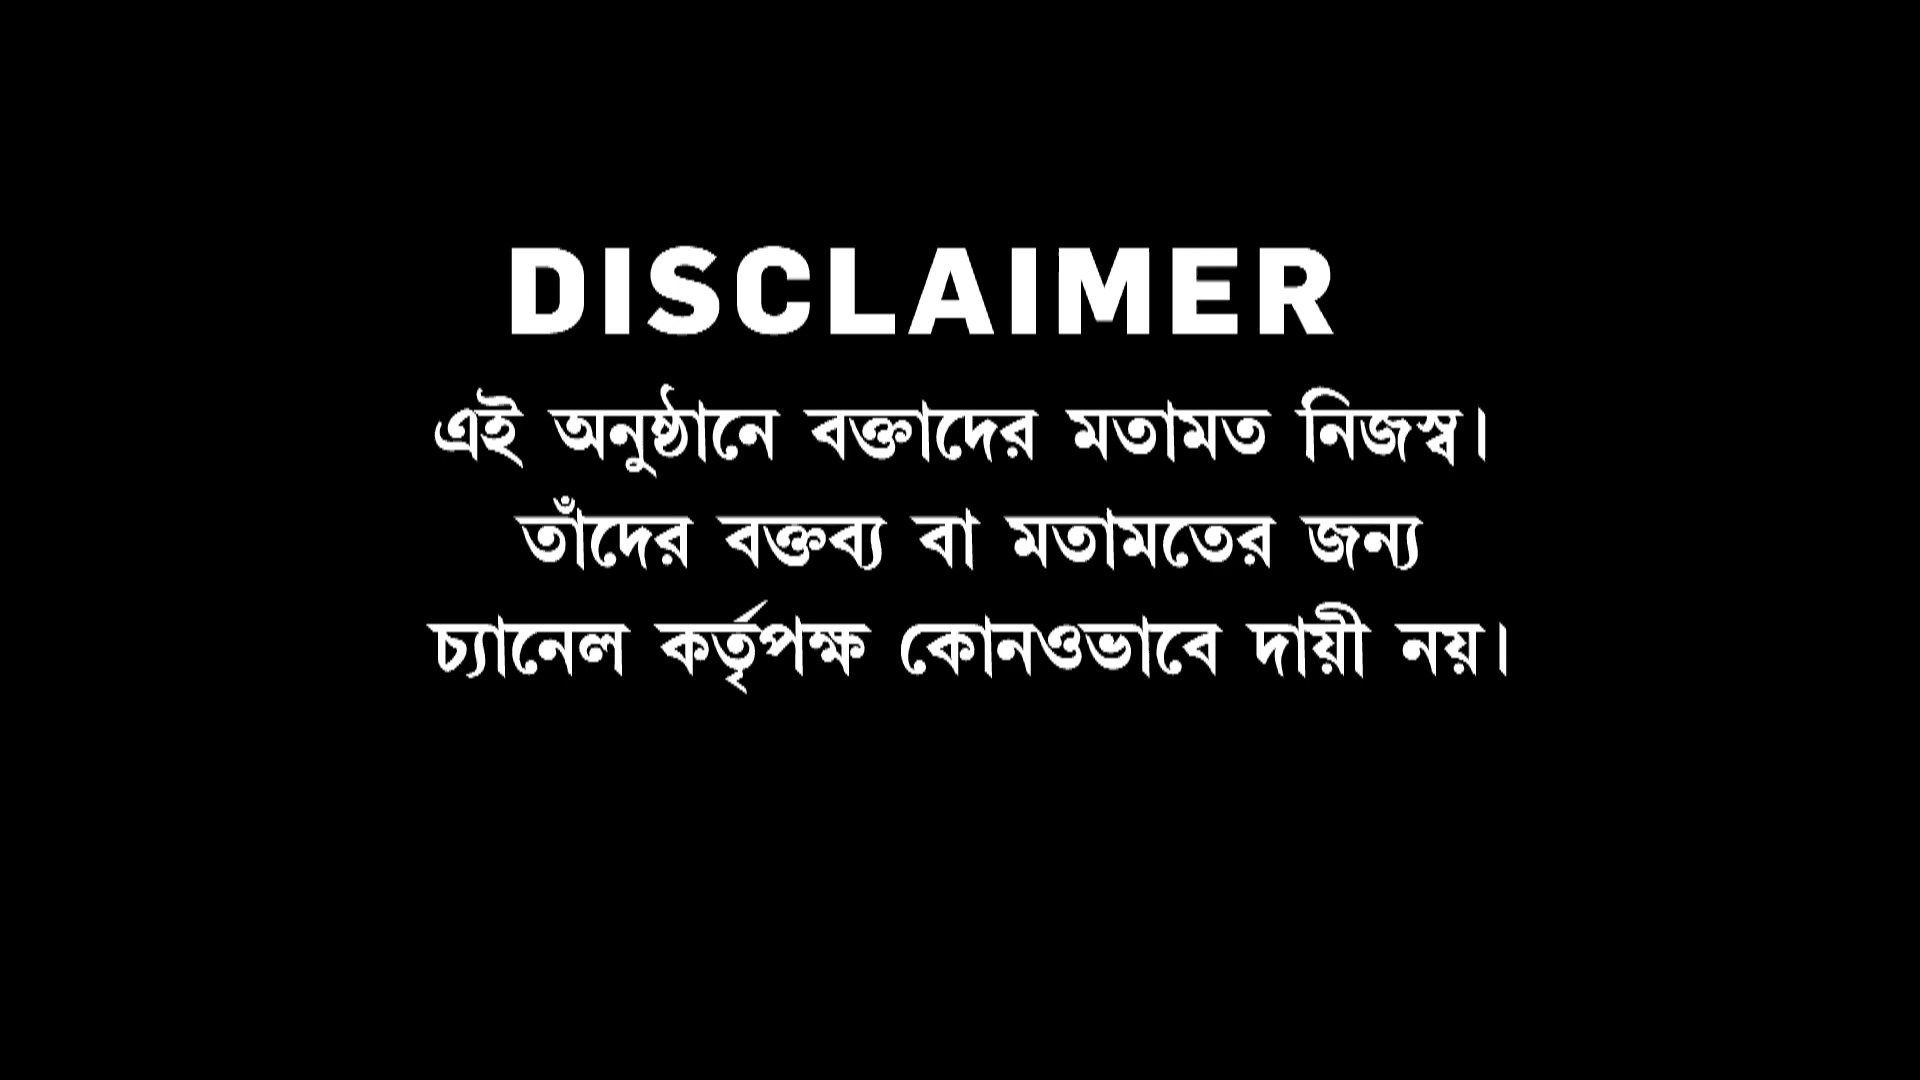 DISCLAIMER
এই অনুষ্ঠানে বক্তাদের মতামত নিজস্ব।
তাঁদের বক্তব্য বা মতামতের জন্য
চ্যানেল কর্তৃপক্ষ কোনওভাবে দায়ী নয়।